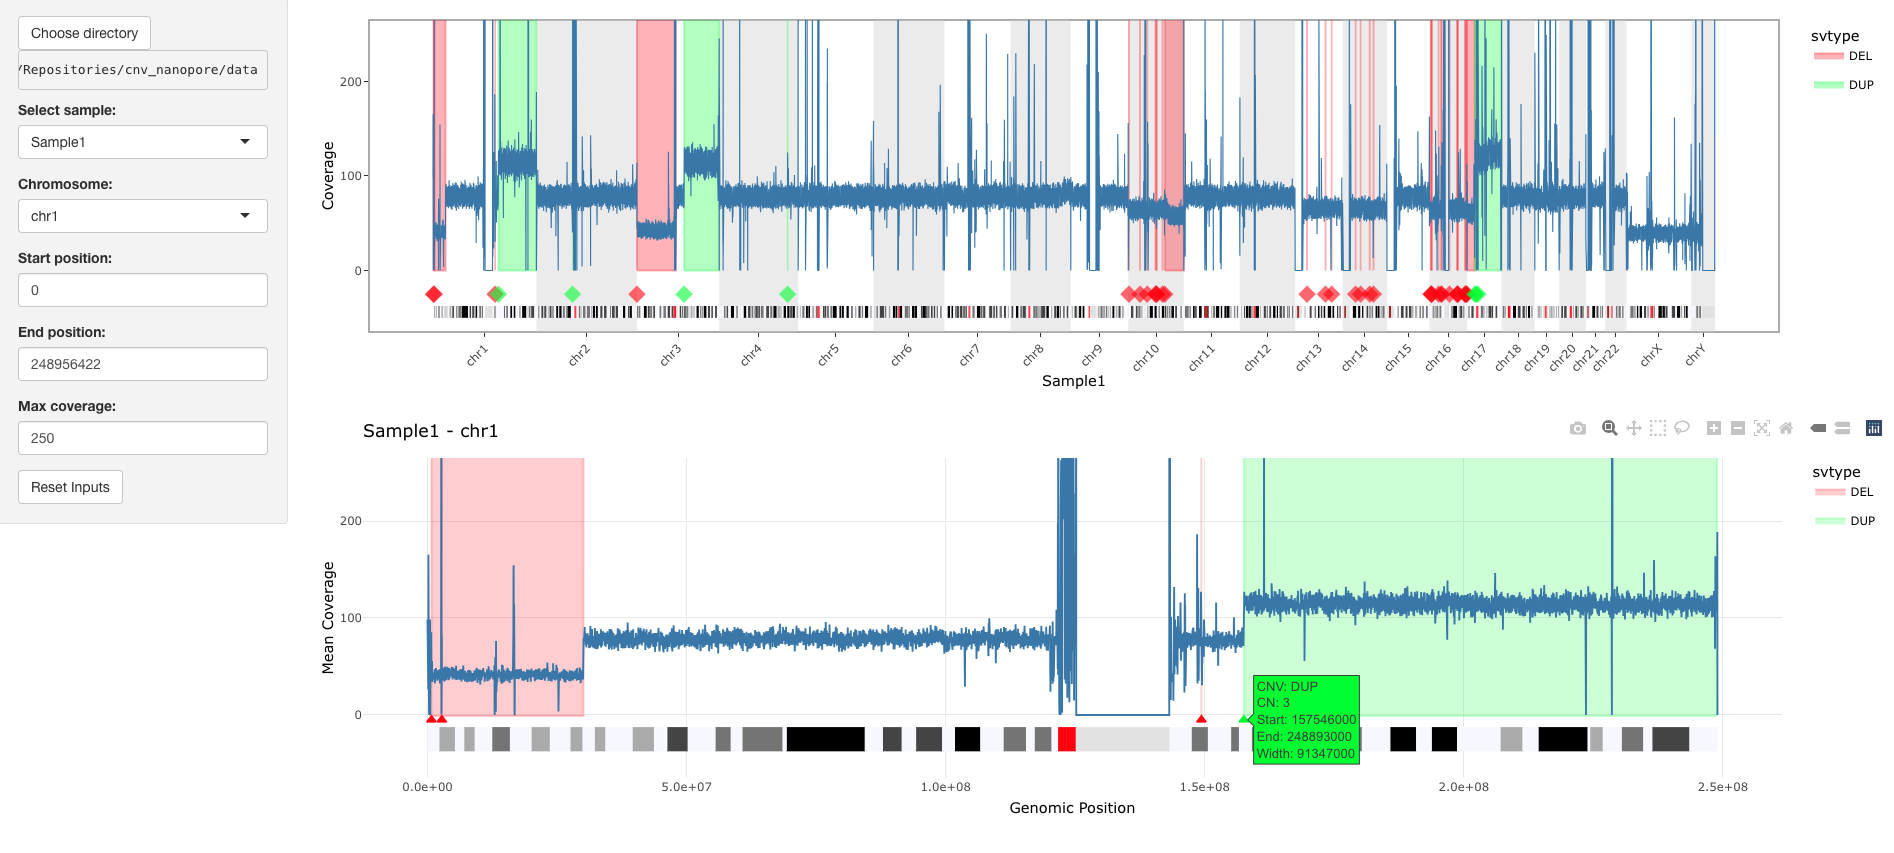 Choose directory
/Repositories/cnv_nanopore/data
Select sample:
Sample1
Chromosome:
chr1
Start position:
0
End position:
248956422
Max coverage:
250
Reset Inputs
Coverage
200
100
0
chr1
chr2
chr3
chr4
chr5
chr6
chr7
chr8
chr9
chr10
chr11
chr12
chr13
chr14
chr15
chr16
chr17
chr18
chr19
chr20
chr21
chr22
chrX
chrY
Sample1
svtype
DEL
DUP
Sample1 - chr1
Mean Coverage
200
100
0
CNV: DUP
CN: 3
Start: 157546000
End: 248893000
Width: 91347000
0.0e+00
5.0e+07
1.0e+08
1.5e+08
2.0e+08
2.5e+08
Genomic Position
svtype
DEL
DUP